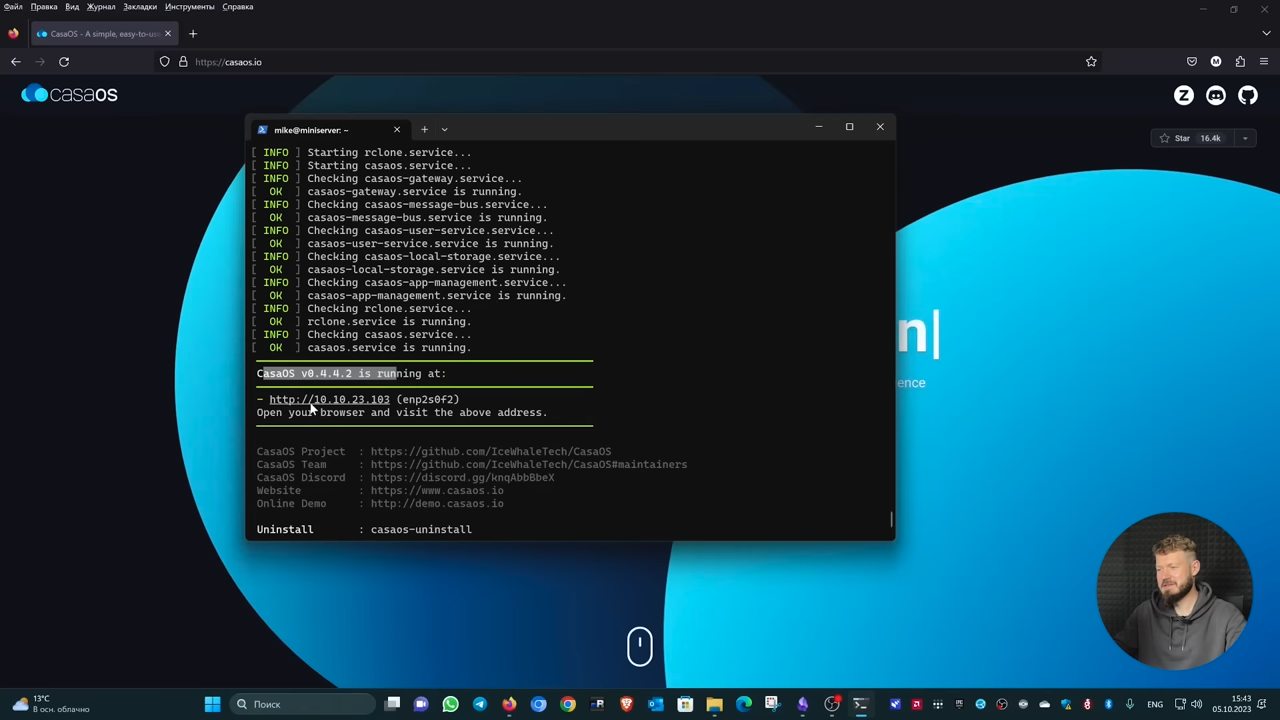 Файл Правка Вид Журнал Закладки Инструменты Справка
CasaOS - A simple, easy-to-us
https://casaos.io
M
casaOS
Z
Star 16.4k
mike@miniserver: ~
[ INFO ] Starting rclone.service...
[ INFO ] Starting casaos.service...
[ INFO ] Checking casaos-gateway.service...
[ OK ] casaos-gateway.service is running.
[ INFO ] Checking casaos-message-bus.service...
[ OK ] casaos-message-bus.service is running.
[ INFO ] Checking casaos-user-service.service...
[ OK ] casaos-user-service.service is running.
[ INFO ] Checking casaos-local-storage.service...
[ OK ] casaos-local-storage.service is running.
[ INFO ] Checking casaos-app-management.service...
[ OK ] casaos-app-management.service is running.
[ INFO ] Checking rclone.service...
[ OK ] rclone.service is running.
[ INFO ] Checking casaos.service...
[ OK ] casaos.service is running.
CasaOS v0.4.4.2 is running at:
– http://10.10.23.103 (enp2s0f2)
Open your browser and visit the above address.
CasaOS Project : https://github.com/IceWhaleTech/CasaOS
CasaOS Team : https://github.com/IceWhaleTech/CasaOS#maintainers
CasaOS Discord : https://discord.gg/knqAbbBbeX
Website : https://www.casaos.io
Online Demo : http://demo.casaos.io
Uninstall : casaos-uninstall
n|
ence
13°C
В осн. облачно
Поиск
ENG
15:43
05.10.2023